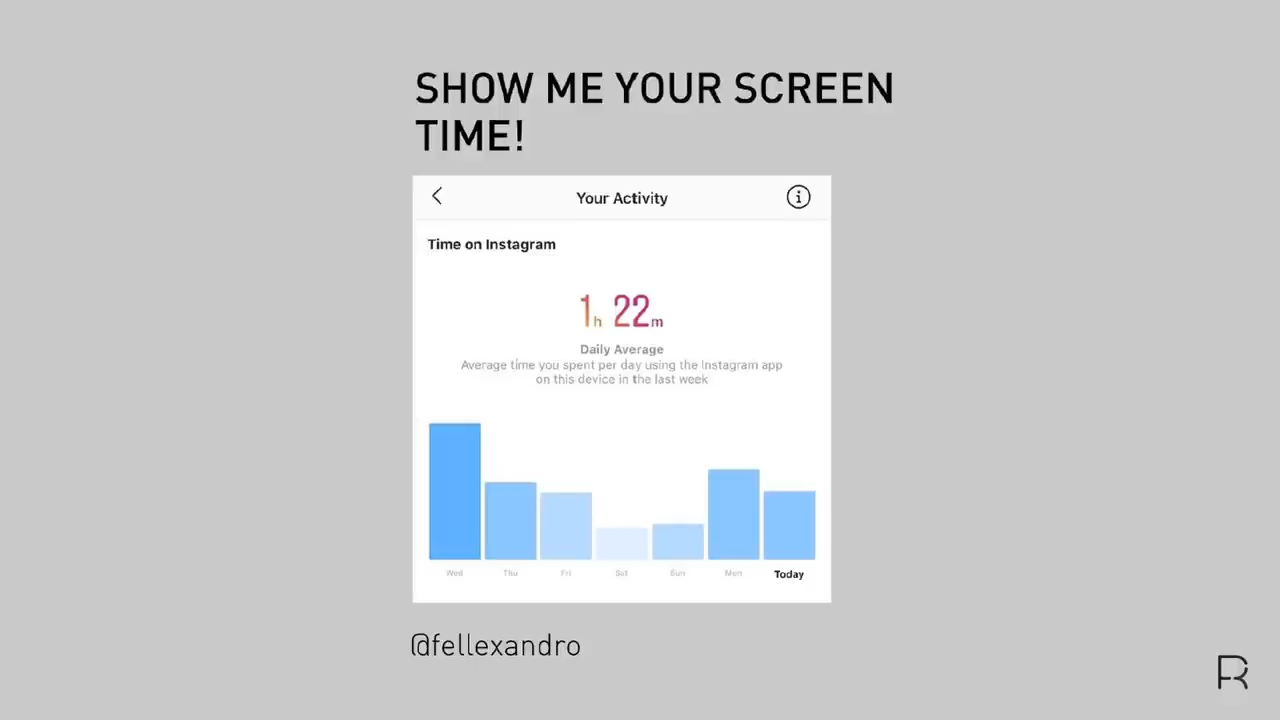 SHOW ME YOUR SCREEN
TIME!
Your Activity
Time on Instagram
1h 22m
Daily Average
Average time you spent per day using the Instagram app
on this device in the last week
Wed Thu Fri Sat Sun Mon Today
@fellexandro